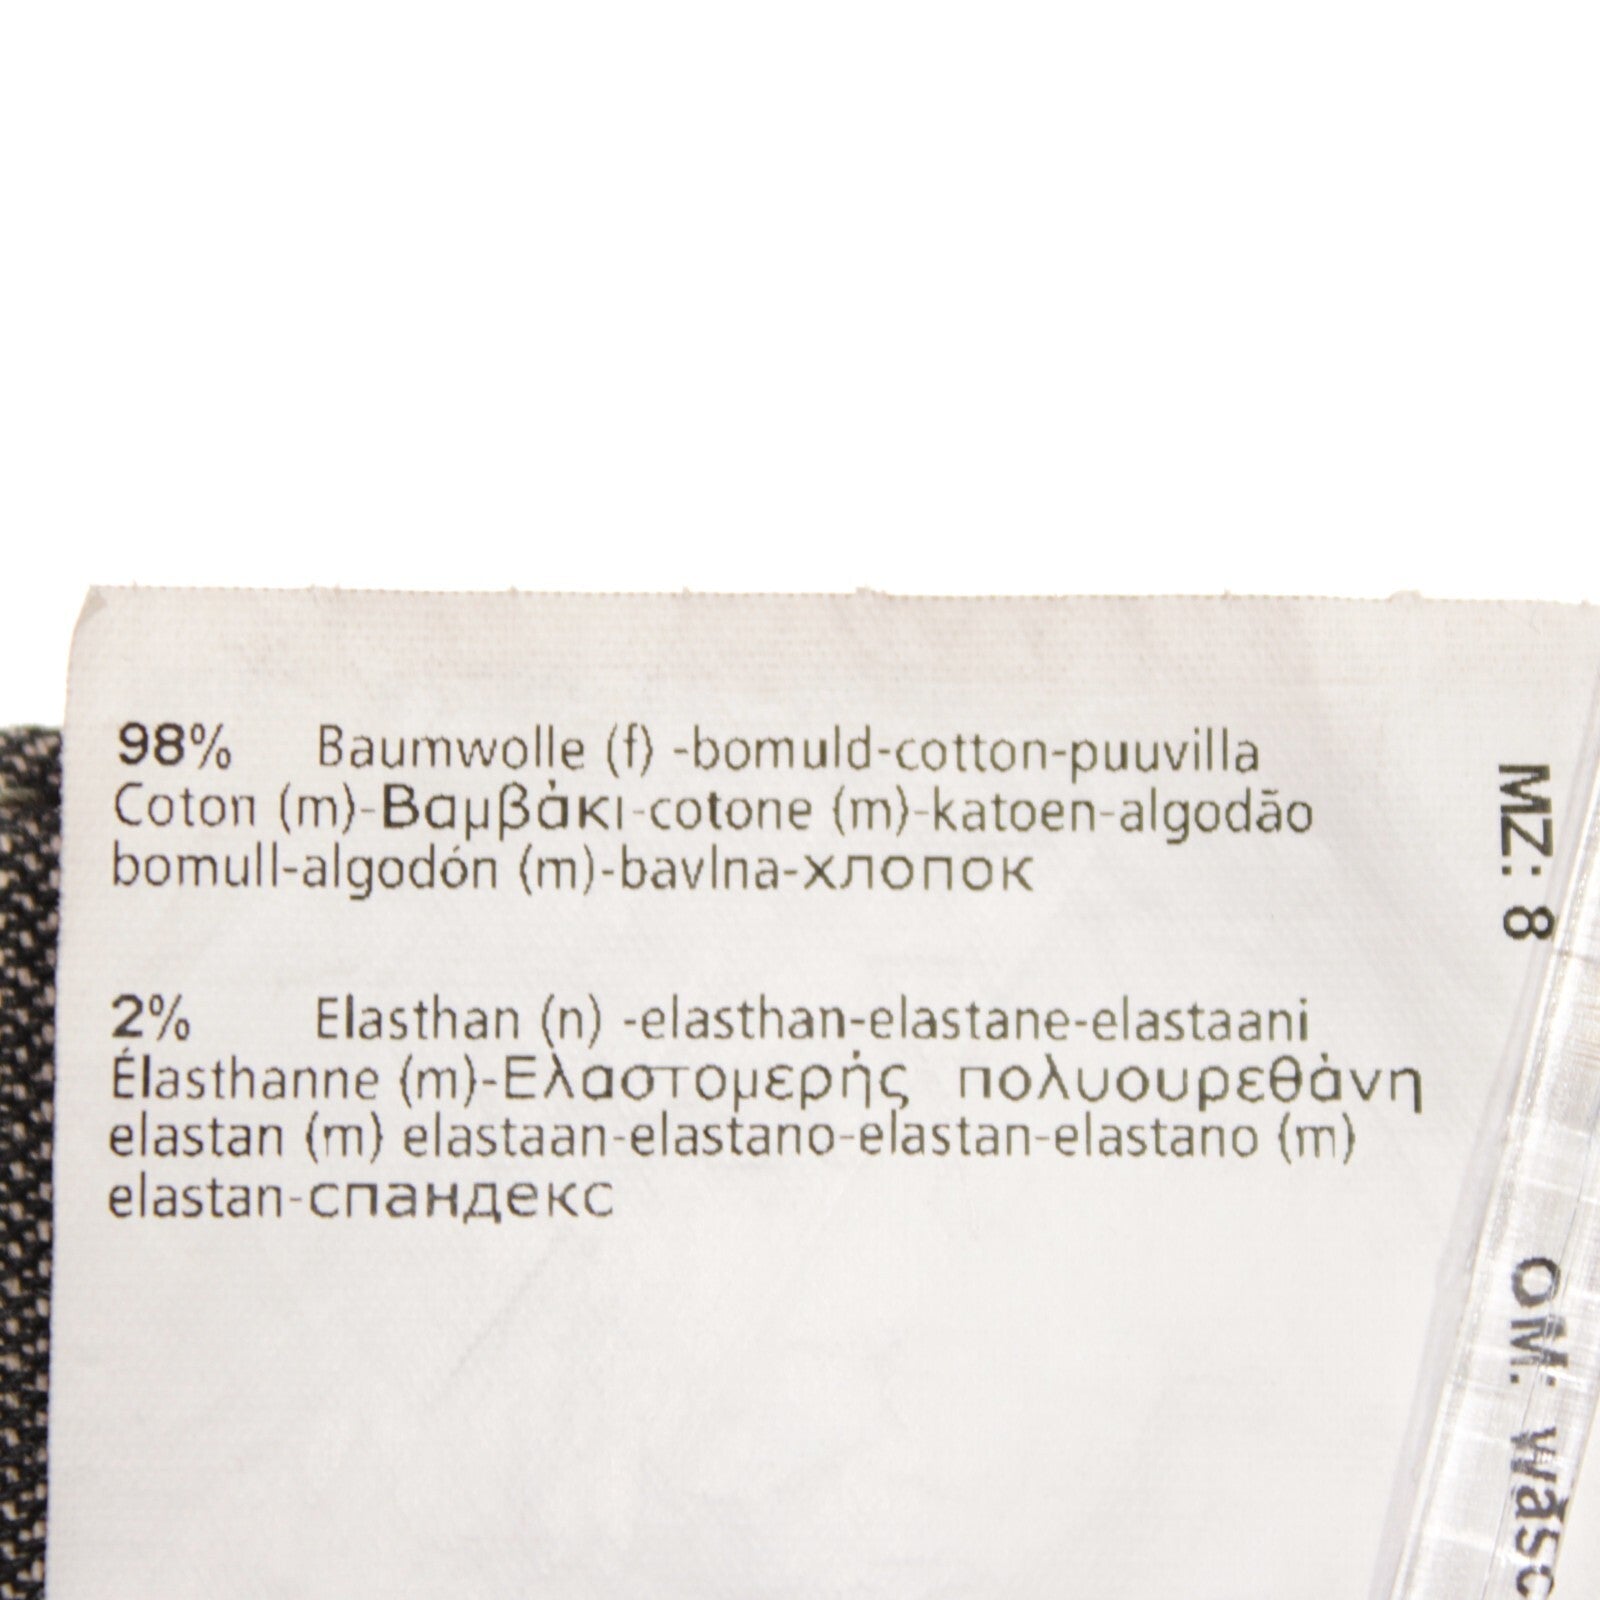 98% Baumwolle (f) -bomuld-cotton-puuvilla
Coton (m)-Βαμβάκι-cotone (m)-katoen-algodão
bomull-algodón (m)-bavlna-хлопок
2% Elasthan (n) -elasthan-elastane-elastaani
Élasthanne (m)-Ελαστομερής πολυουρεθάνη
elastan (m) elastaan-elastano-elastan-elastano (m)
elastan-спандекс
MZ: 8